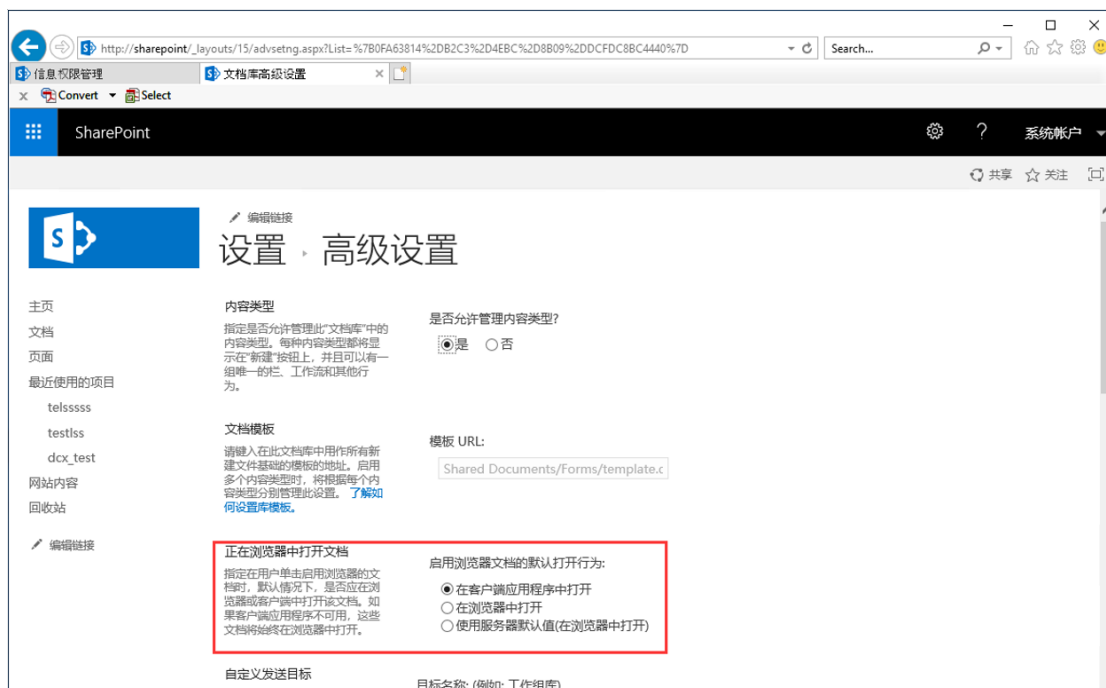 http://sharepoint/_layouts/15/advsetng.aspx?List=%7B0FA63814%2DB2C3%2D4EBC%2D8B09%2DDCFDC8BC4440%7D
Search...
信息权限管理
文档库高级设置
x Convert Select
SharePoint
? 系统帐户
共享 关注
编辑链接
S
设置 高级设置
主页
文档
页面
最近使用的项目
telsssss
testlss
dcx_test
网站内容
回收站
编辑链接
内容类型
指定是否允许管理此"文档库"中的
内容类型。每种内容类型都将显
示在"新建"按钮上，并且可以有一
组唯一的栏、工作流和其他行
为。
是否允许管理内容类型?
是 否
文档模板
请键入在此文档库中用作所有新
建文件基础的模板的地址。启用
多个内容类型时，将根据每个内
容类型分别管理此设置。 了解如
何设置库模板。
模板 URL:
Shared Documents/Forms/template.c
正在浏览器中打开文档
指定在用户单击启用浏览器的文
档时，默认情况下，是否应在浏
览器或客户端中打开该文档。如
果客户端应用程序不可用，这些
文档将始终在浏览器中打开。
启用浏览器文档的默认打开行为:
在客户端应用程序中打开
在浏览器中打开
使用服务器默认值(在浏览器中打开)
自定义发送目标
目标名称: (例如: 工作组库)